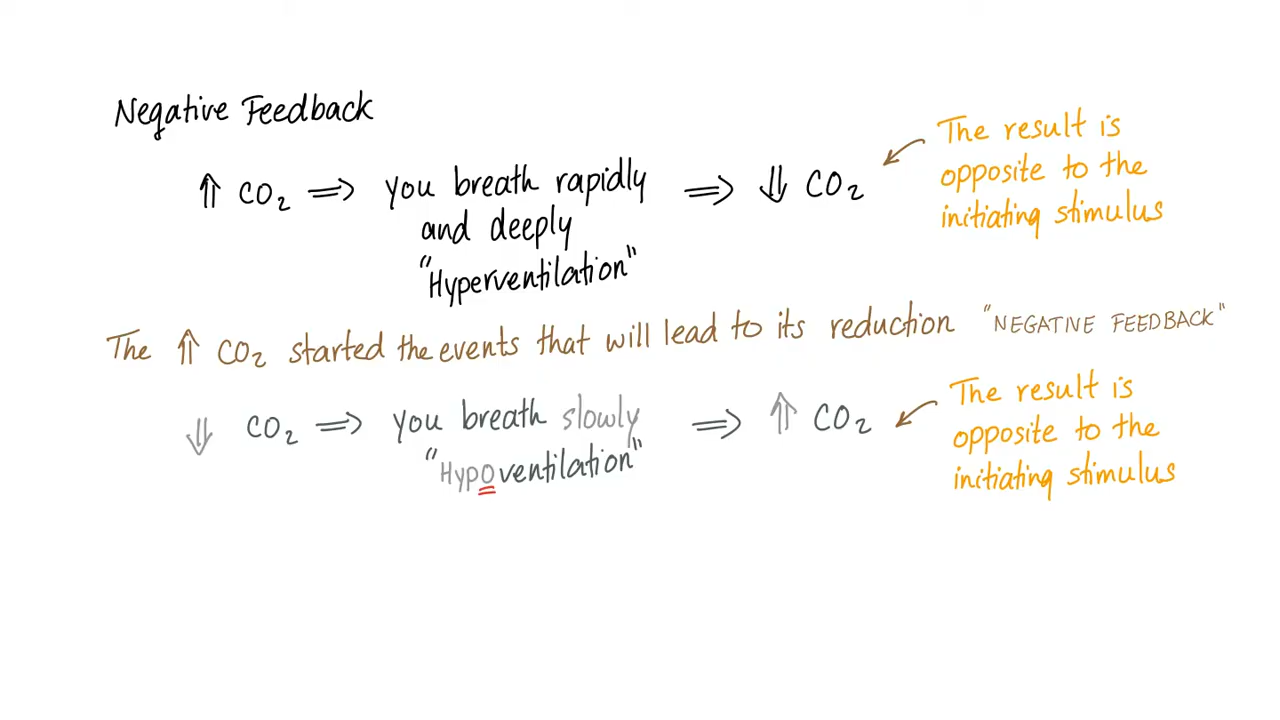 Negative Feedback
⇑ CO₂ ⇒ you breath rapidly ⇒ ⇓ CO₂
and deeply
"Hyperventilation"
The result is
opposite to the
initiating stimulus
The ⇑ CO₂ started the events that will lead to its reduction "NEGATIVE FEEDBACK"
⇓ CO₂ ⇒ you breath slowly ⇒ ⇑ CO₂
"Hypoventilation"
The result is
opposite to the
initiating stimulus